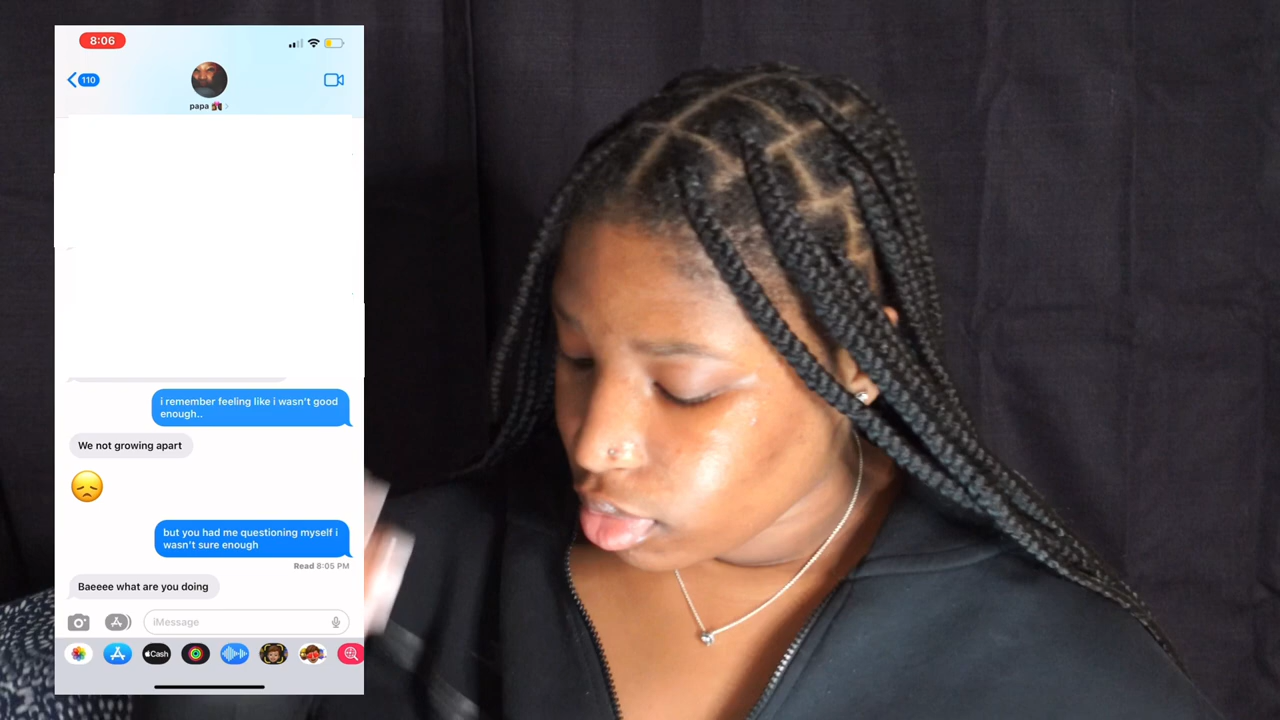 8:06
110
papa
i remember feeling like i wasn't good
enough..
We not growing apart
but you had me questioning myself i
wasn't sure enough
Read 8:05 PM
Baeeee what are you doing
iMessage
Cash